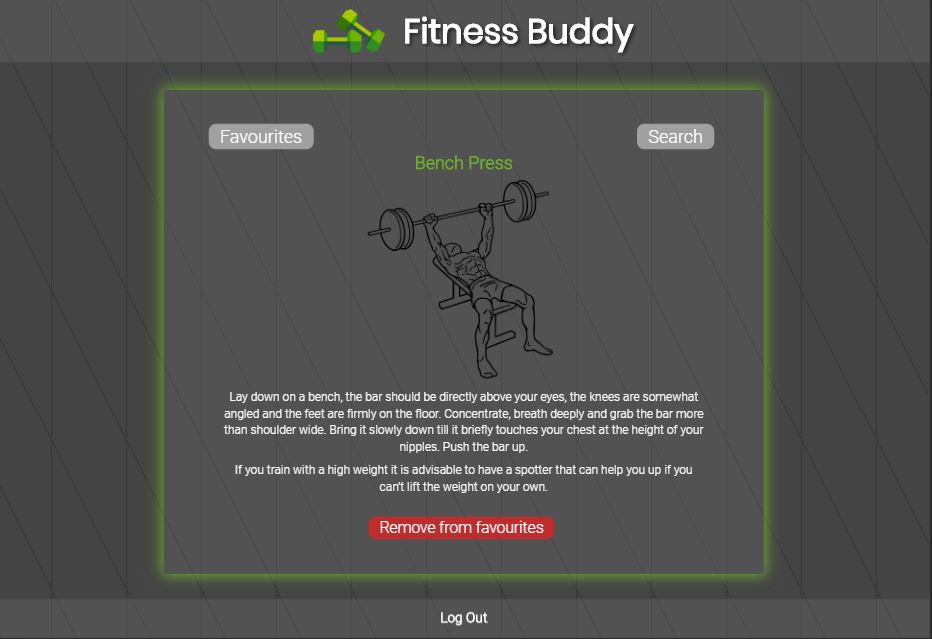 Fitness Buddy
Favourites
Search
Bench Press
Lay down on a bench, the bar should be directly above your eyes, the knees are somewhat
angled and the feet are firmly on the floor. Concentrate, breath deeply and grab the bar more
than shoulder wide. Bring it slowly down till it briefly touches your chest at the height of your
nipples. Push the bar up.
If you train with a high weight it is advisable to have a spotter that can help you up if you
can't lift the weight on your own.
Remove from favourites
Log Out